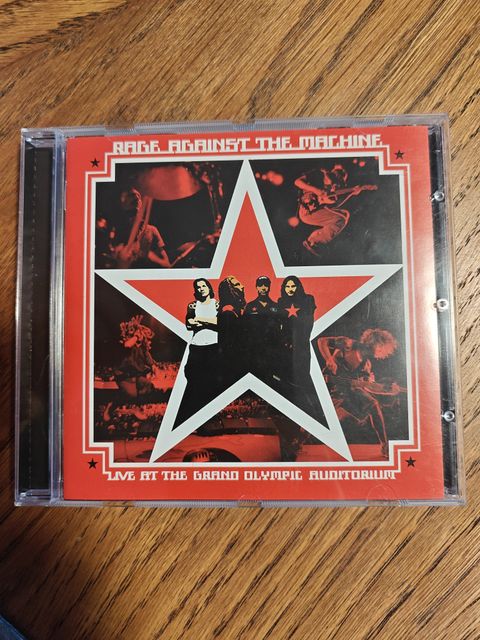 RAGE AGAINST THE MACHINE
LIVE AT THE GRAND OLYMPIC AUDITORIUM